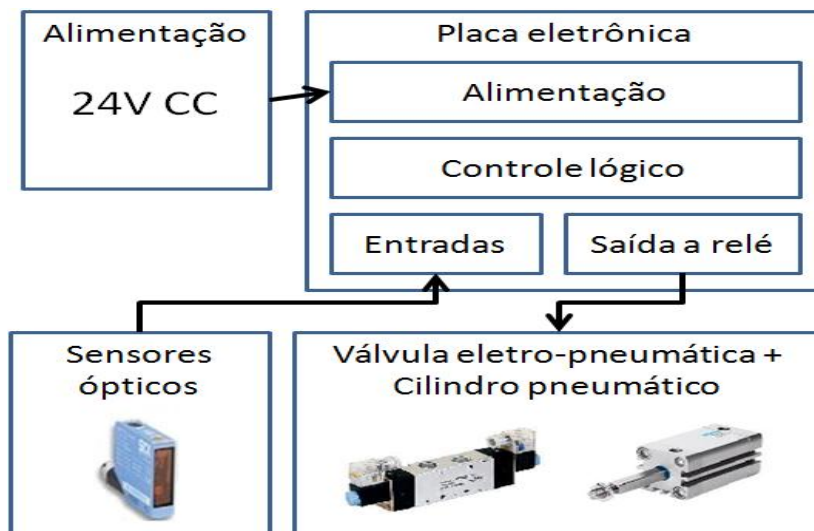 Alimentação
24V CC
Placa eletrônica
Alimentação
Controle lógico
Entradas
Saída a relé
Sensores
ópticos
Válvula eletro-pneumática +
Cilindro pneumático